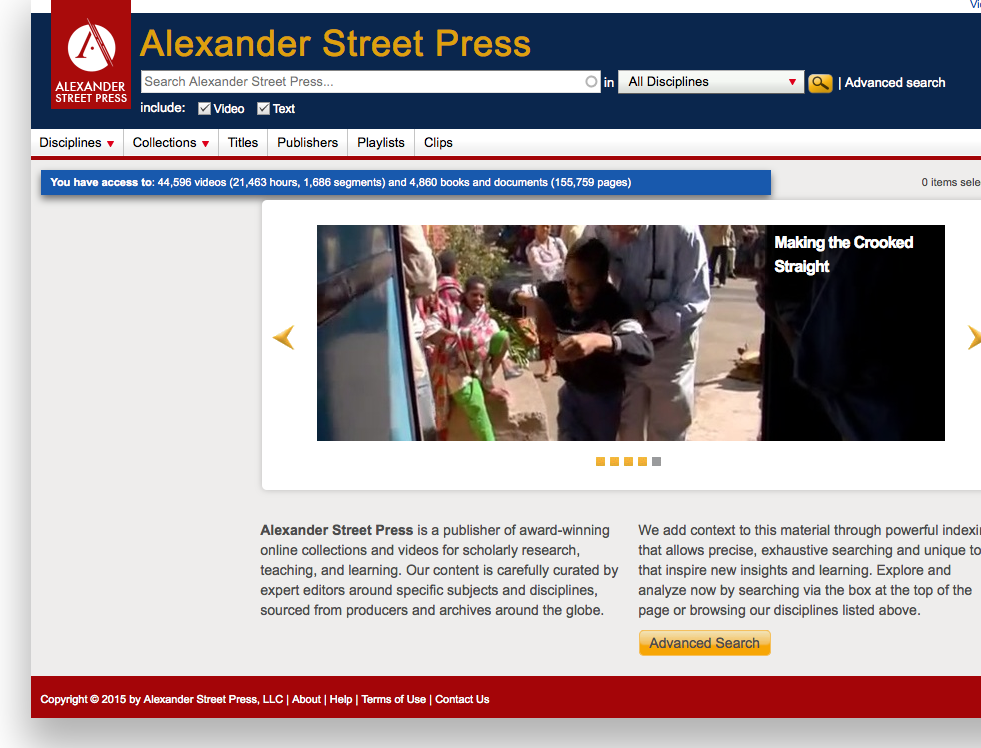 Vi
ALEXANDER
STREET PRESS
Alexander Street Press
Search Alexander Street Press...
in
All Disciplines
| Advanced search
include:
Video
Text
Disciplines
Collections
Titles
Publishers
Playlists
Clips
You have access to: 44,596 videos (21,463 hours, 1,686 segments) and 4,860 books and documents (155,759 pages)
0 items sele
Making the Crooked
Straight
Alexander Street Press is a publisher of award-winning
online collections and videos for scholarly research,
teaching, and learning. Our content is carefully curated by
expert editors around specific subjects and disciplines,
sourced from producers and archives around the globe.
We add context to this material through powerful indexi
that allows precise, exhaustive searching and unique to
that inspire new insights and learning. Explore and
analyze now by searching via the box at the top of the
page or browsing our disciplines listed above.
Advanced Search
Copyright © 2015 by Alexander Street Press, LLC | About | Help | Terms of Use | Contact Us